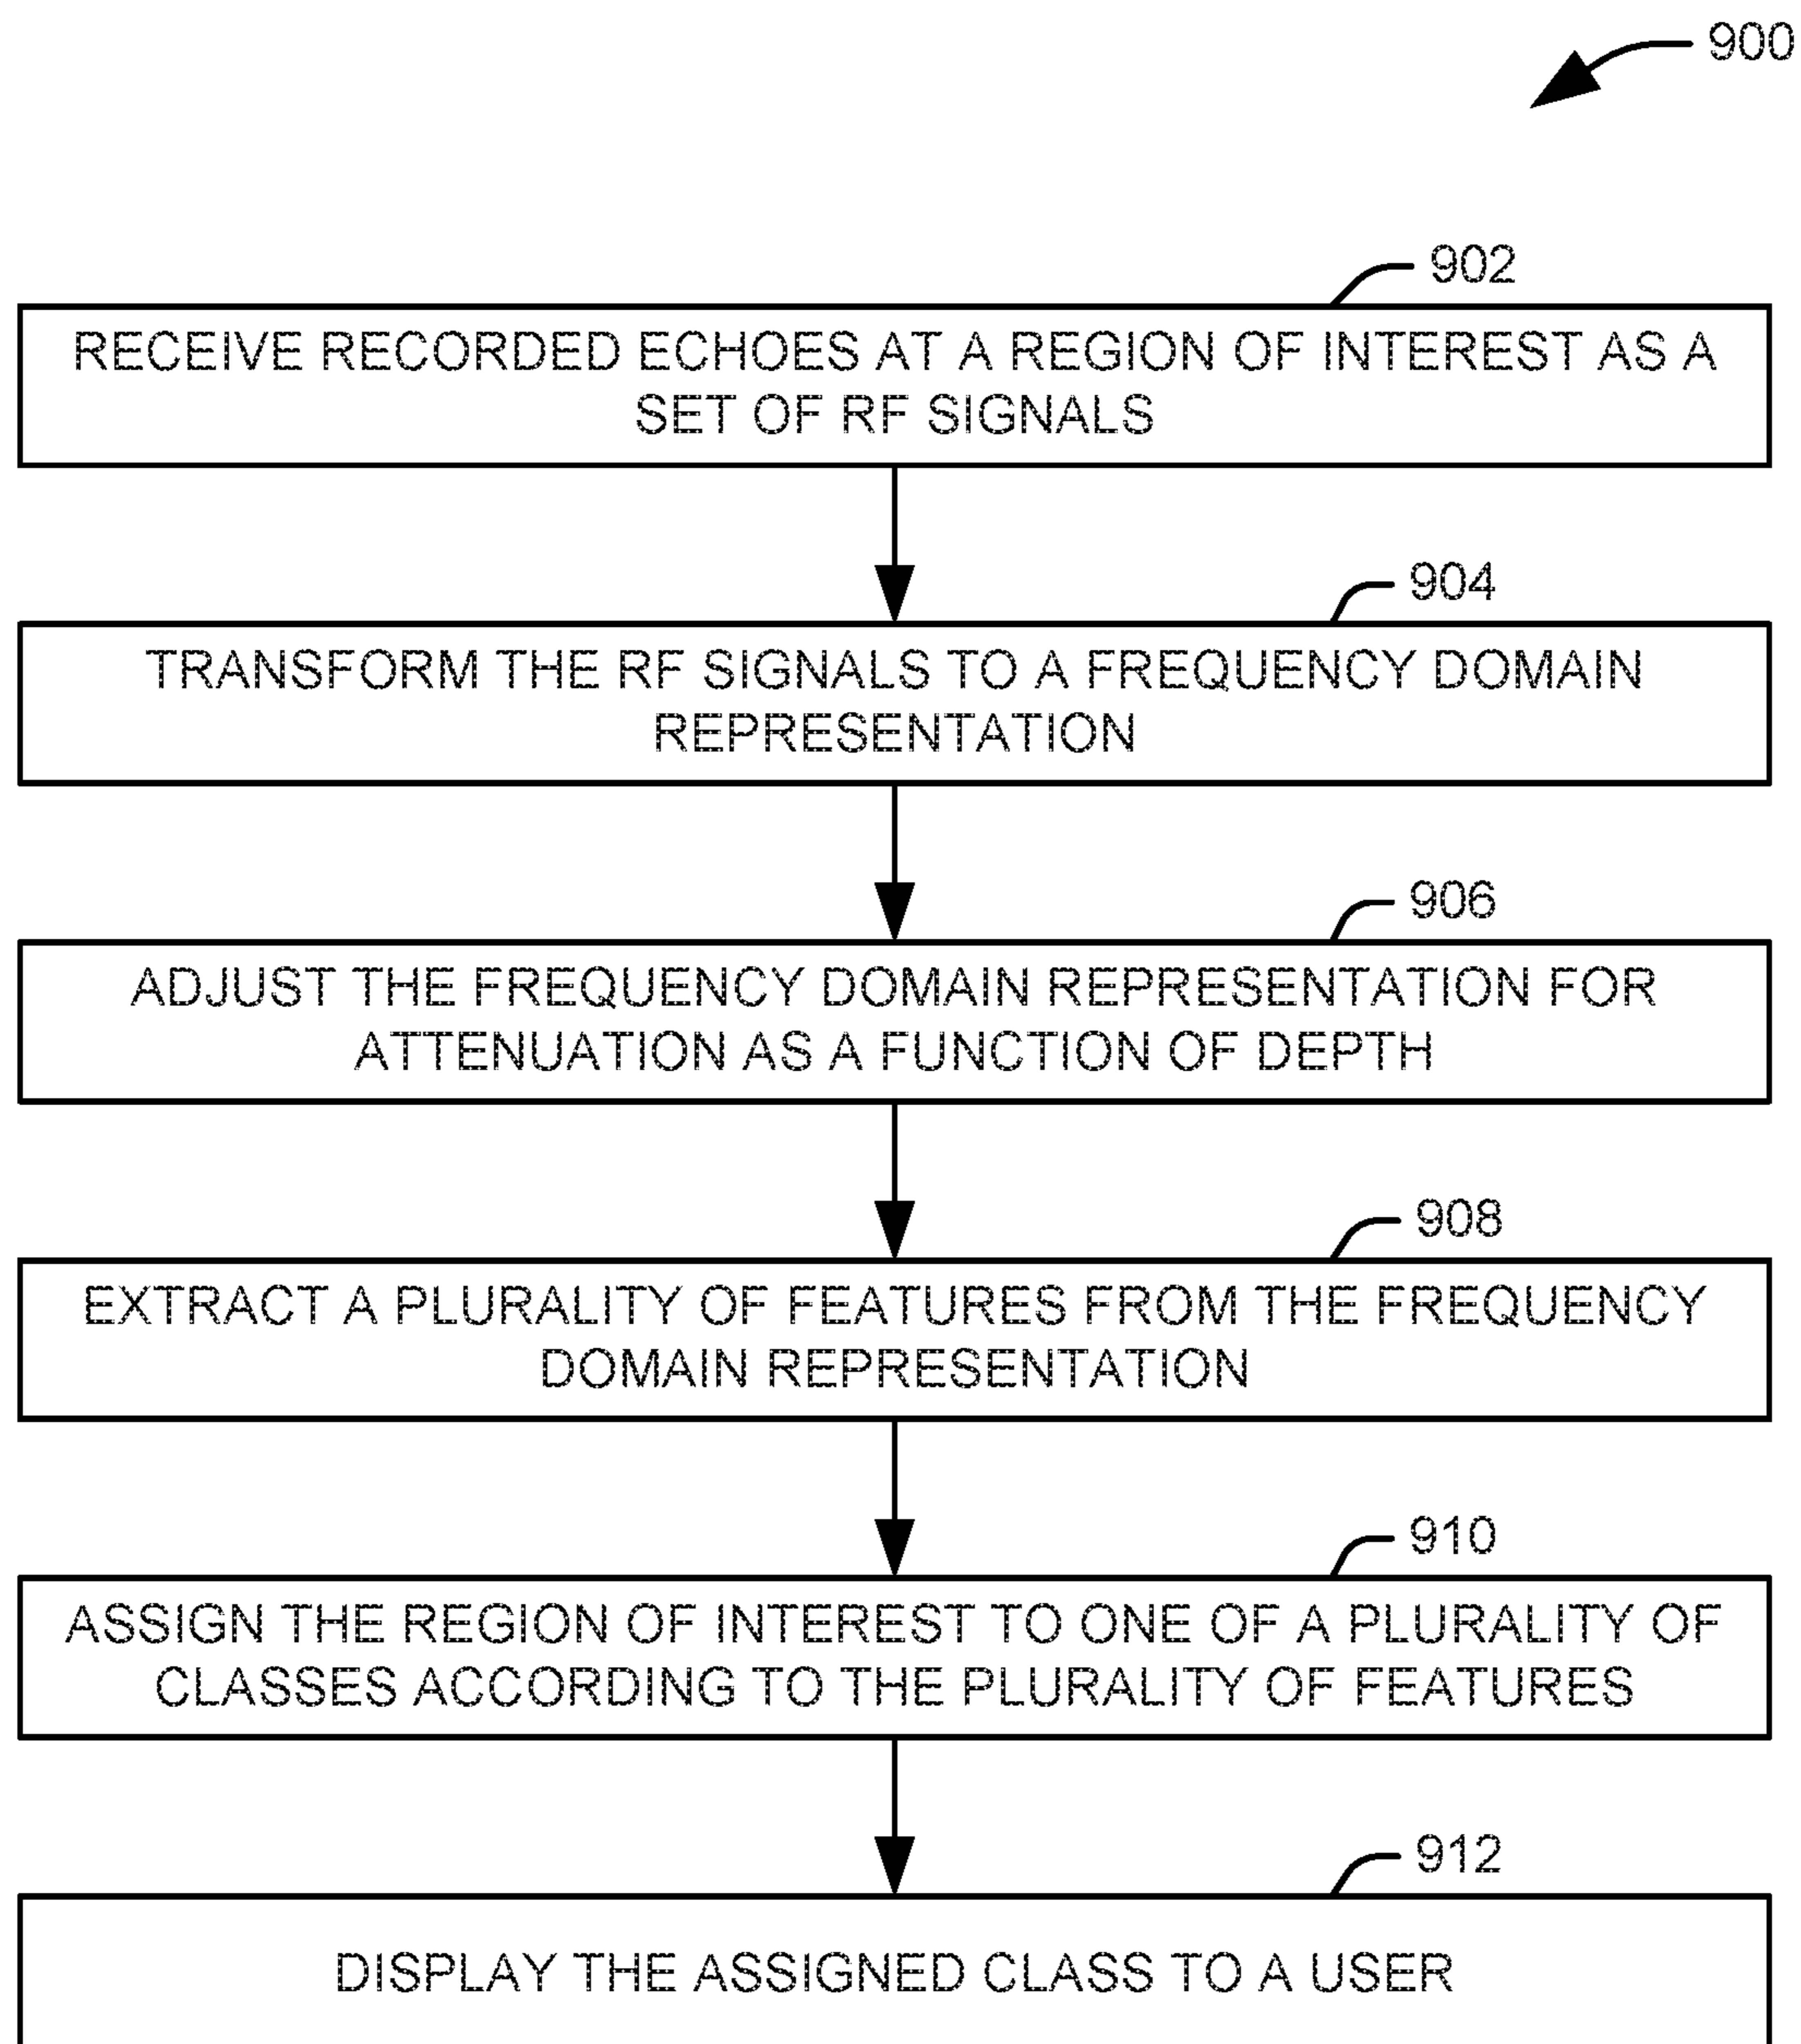 900
902
RECEIVE RECORDED ECHOES AT A REGION OF INTEREST AS A
SET OF RF SIGNALS
904
TRANSFORM THE RF SIGNALS TO A FREQUENCY DOMAIN
REPRESENTATION
906
ADJUST THE FREQUENCY DOMAIN REPRESENTATION FOR
ATTENUATION AS A FUNCTION OF DEPTH
908
EXTRACT A PLURALITY OF FEATURES FROM THE FREQUENCY
DOMAIN REPRESENTATION
910
ASSIGN THE REGION OF INTEREST TO ONE OF A PLURALITY OF
CLASSES ACCORDING TO THE PLURALITY OF FEATURES
912
DISPLAY THE ASSIGNED CLASS TO A USER